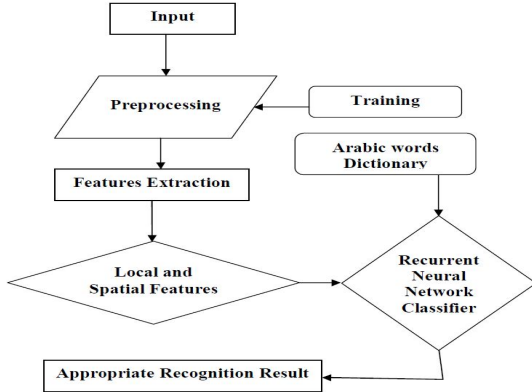 Input
Preprocessing
Training
Arabic words
Dictionary
Features Extraction
Local and
Spatial Features
Recurrent
Neural
Network
Classifier
Appropriate Recognition Result